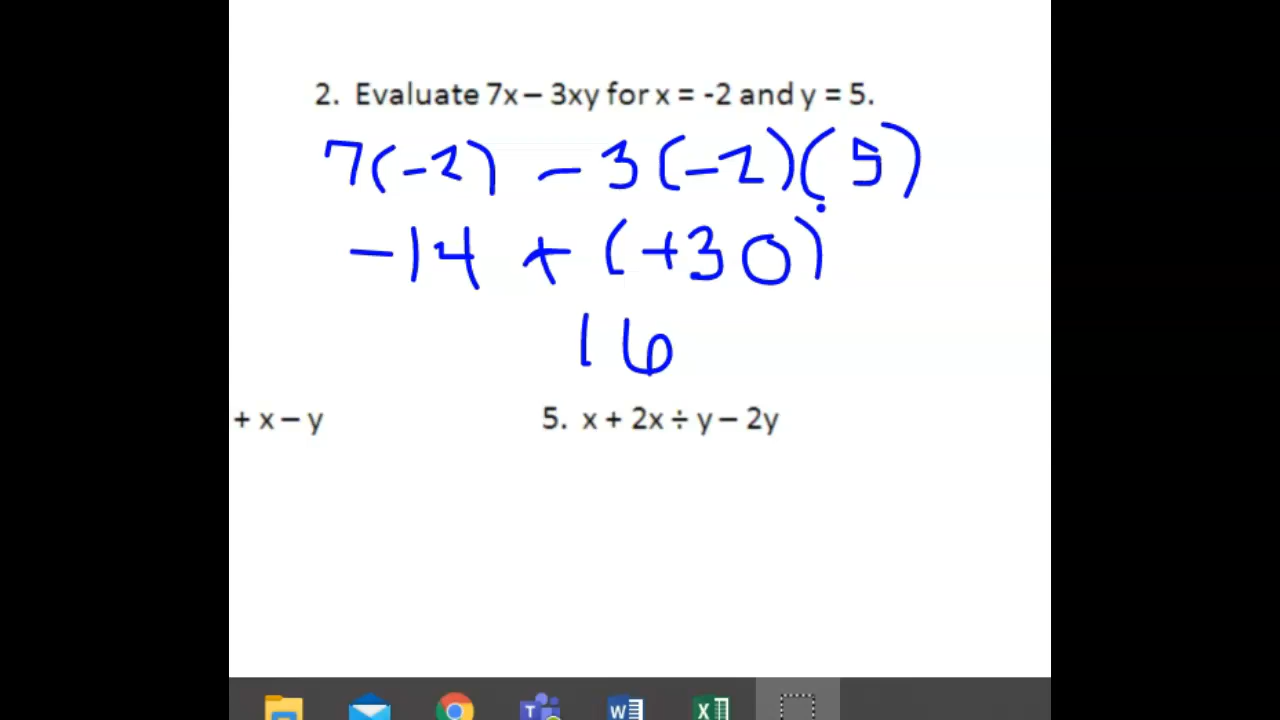 2. Evaluate 7x – 3xy for x = -2 and y = 5.
7(-2) - 3(-2)(5)
-14 + (+30)
16
+ x – y
5. x + 2x ÷ y – 2y
T
W
X